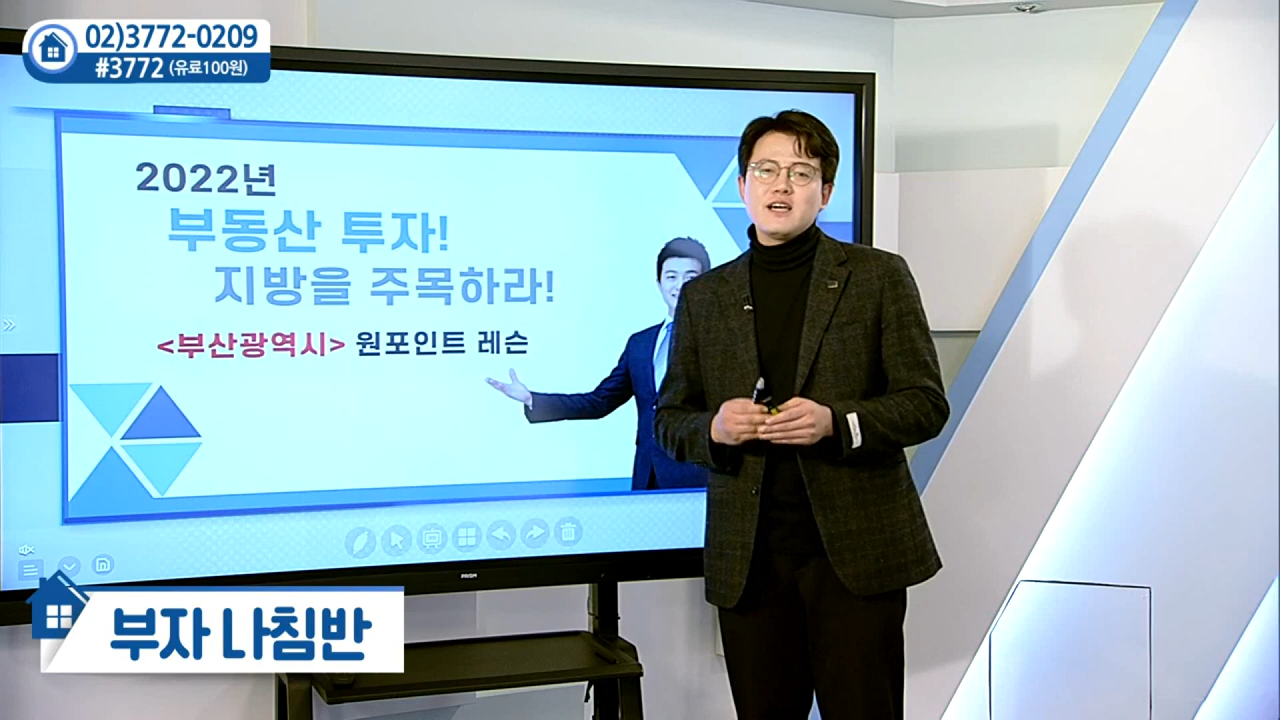 02)3772-0209
#3772 (유료100원)
2022년
부동산 투자!
지방을 주목하라!
<부산광역시> 원포인트 레슨
PRISM
부자 나침반